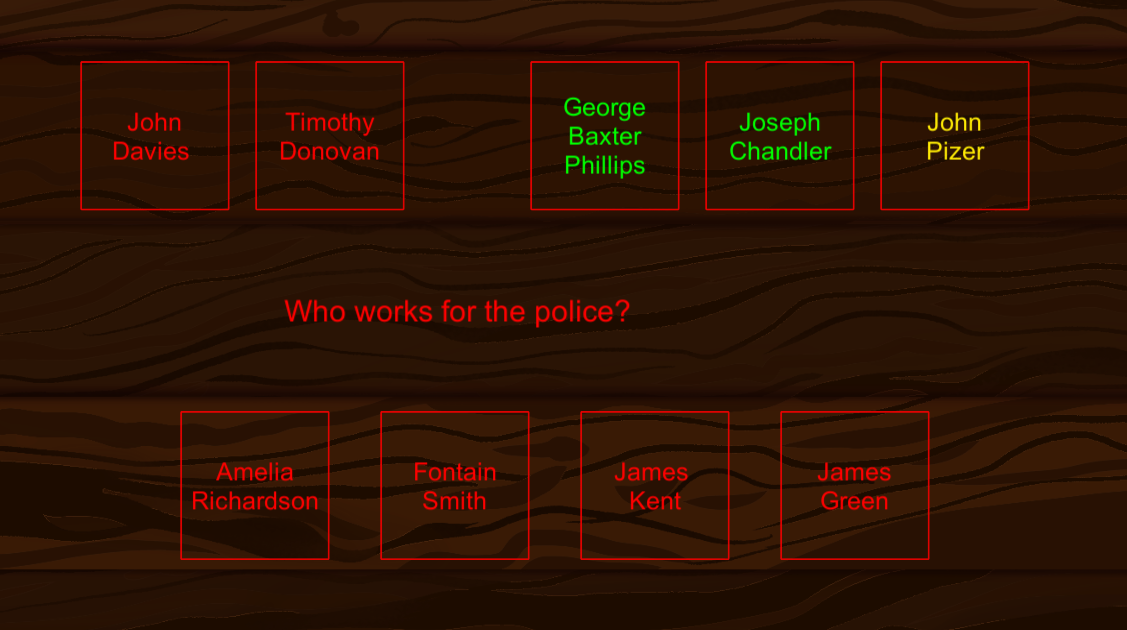 John
Davies
Timothy
Donovan
George
Baxter
Phillips
Joseph
Chandler
John
Pizer
Who works for the police?
Amelia
Richardson
Fontain
Smith
James
Kent
James
Green